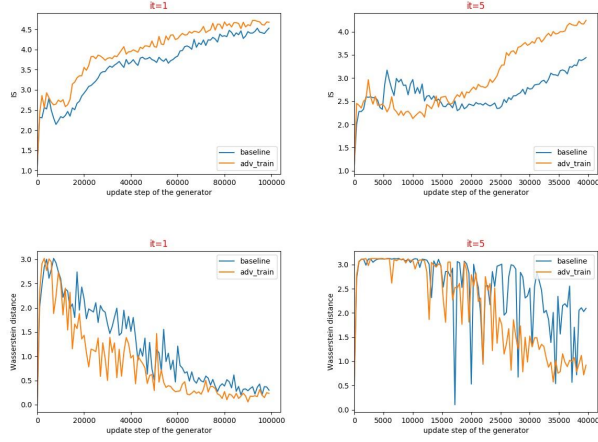 it=1
4.5
4.0
3.5
3.0
2.5
2.0
1.5
1.0
IS
baseline
adv_train
0 20000 40000 60000 80000 100000
update step of the generator
it=5
4.0
3.5
3.0
2.5
2.0
1.5
1.0
IS
baseline
adv_train
0 5000 10000 15000 20000 25000 30000 35000 40000
update step of the generator
it=1
3.0
2.5
2.0
1.5
1.0
0.5
0.0
Wasserstein distance
baseline
adv_train
0 20000 40000 60000 80000 100000
update step of the generator
it=5
3.0
2.5
2.0
1.5
1.0
0.5
0.0
Wasserstein distance
baseline
adv_train
0 5000 10000 15000 20000 25000 30000 35000 40000
update step of the generator